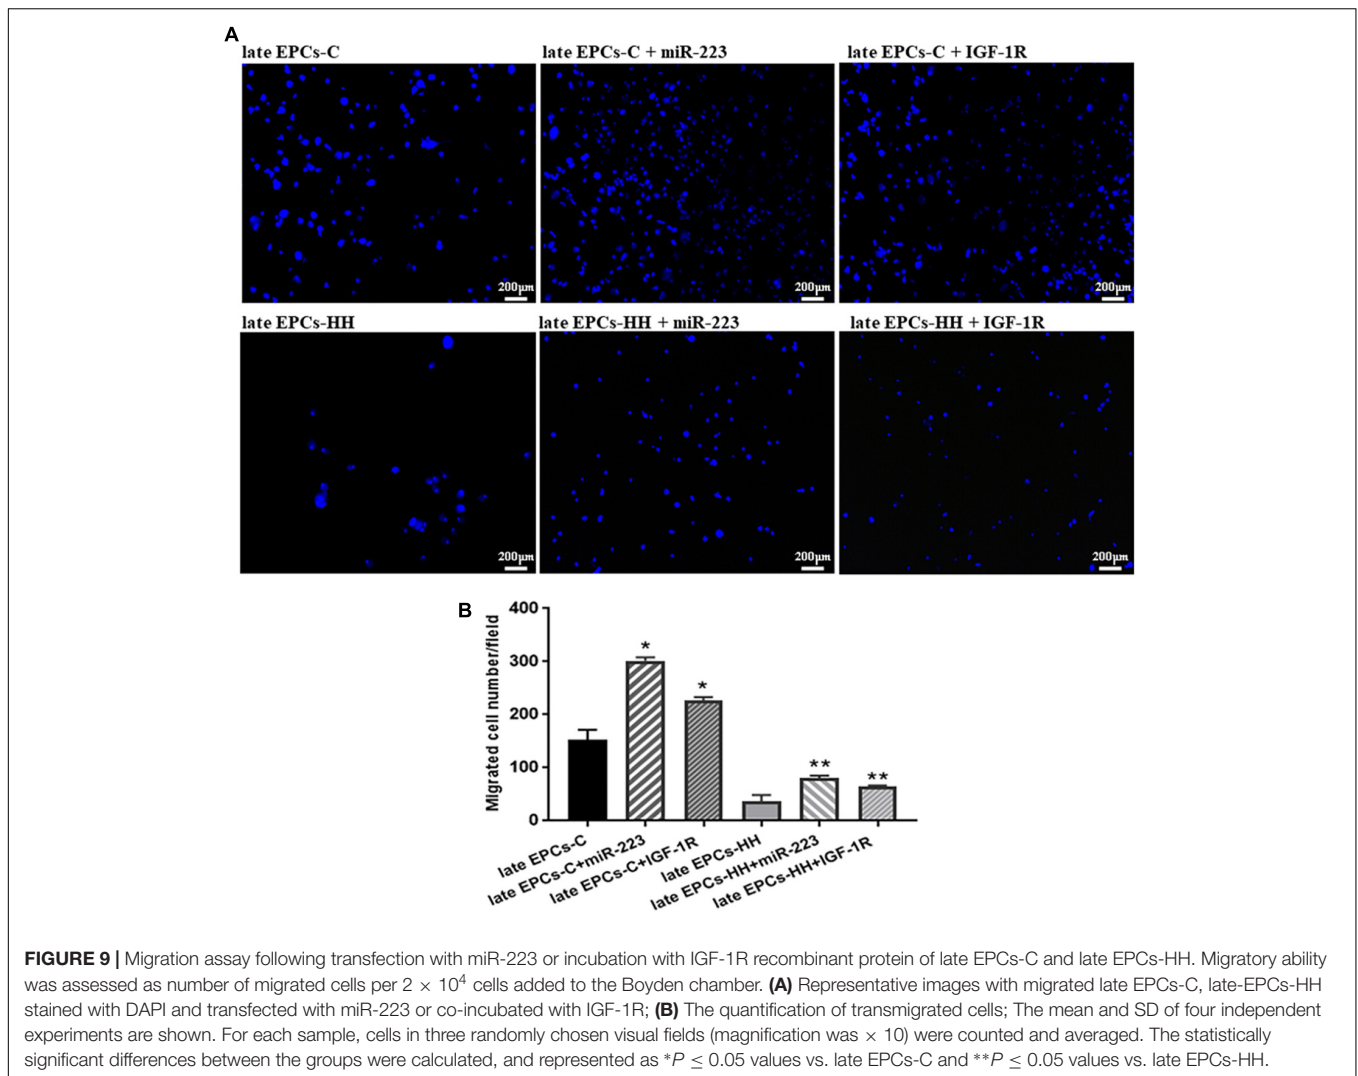 A
late EPCs-C
late EPCs-C + miR-223
late EPCs-C + IGF-1R
200μm
200μm
200μm
late EPCs-HH
late EPCs-HH + miR-223
late EPCs-HH + IGF-1R
200μm
200μm
200μm
B
Migrated cell number/field
400
300
200
100
0
*
*
**
**
late EPCs-C
late EPCs-C+miR-223
late EPCs-C+IGF-1R
late EPCs-HH
late EPCs-HH+miR-223
late EPCs-HH+IGF-1R
FIGURE 9 | Migration assay following transfection with miR-223 or incubation with IGF-1R recombinant protein of late EPCs-C and late EPCs-HH. Migratory ability
was assessed as number of migrated cells per 2 × 10⁴ cells added to the Boyden chamber. (A) Representative images with migrated late EPCs-C, late-EPCs-HH
stained with DAPI and transfected with miR-223 or co-incubated with IGF-1R; (B) The quantification of transmigrated cells; The mean and SD of four independent
experiments are shown. For each sample, cells in three randomly chosen visual fields (magnification was × 10) were counted and averaged. The statistically
significant differences between the groups were calculated, and represented as *P ≤ 0.05 values vs. late EPCs-C and **P ≤ 0.05 values vs. late EPCs-HH.